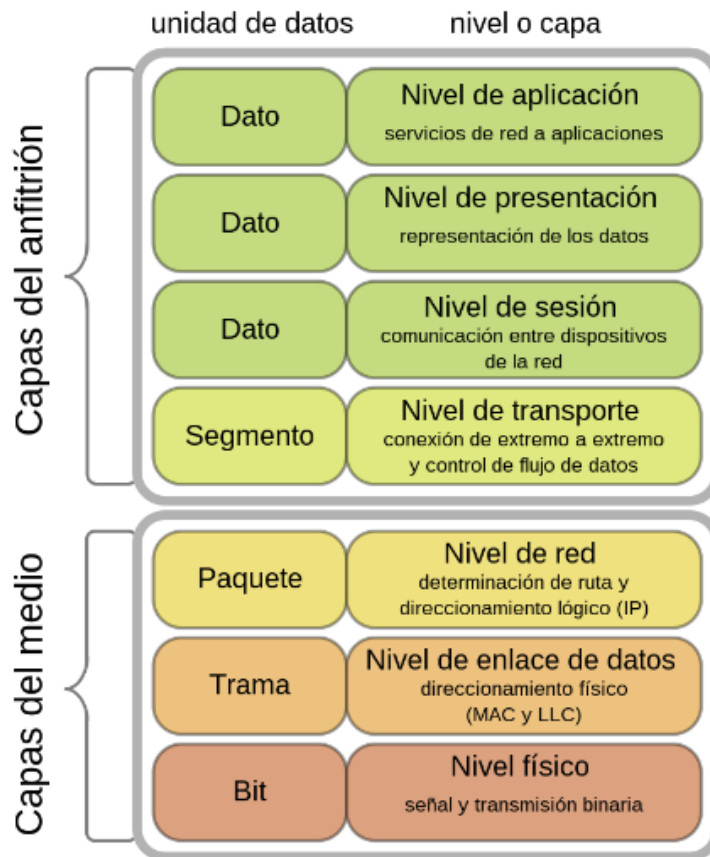 unidad de datos nivel o capa
Capas del anfitrión
Dato
Nivel de aplicación
servicios de red a aplicaciones
Dato
Nivel de presentación
representación de los datos
Dato
Nivel de sesión
comunicación entre dispositivos
de la red
Segmento
Nivel de transporte
conexión de extremo a extremo
y control de flujo de datos
Capas del medio
Paquete
Nivel de red
determinación de ruta y
direccionamiento lógico (IP)
Trama
Nivel de enlace de datos
direccionamiento físico
(MAC y LLC)
Bit
Nivel físico
señal y transmisión binaria